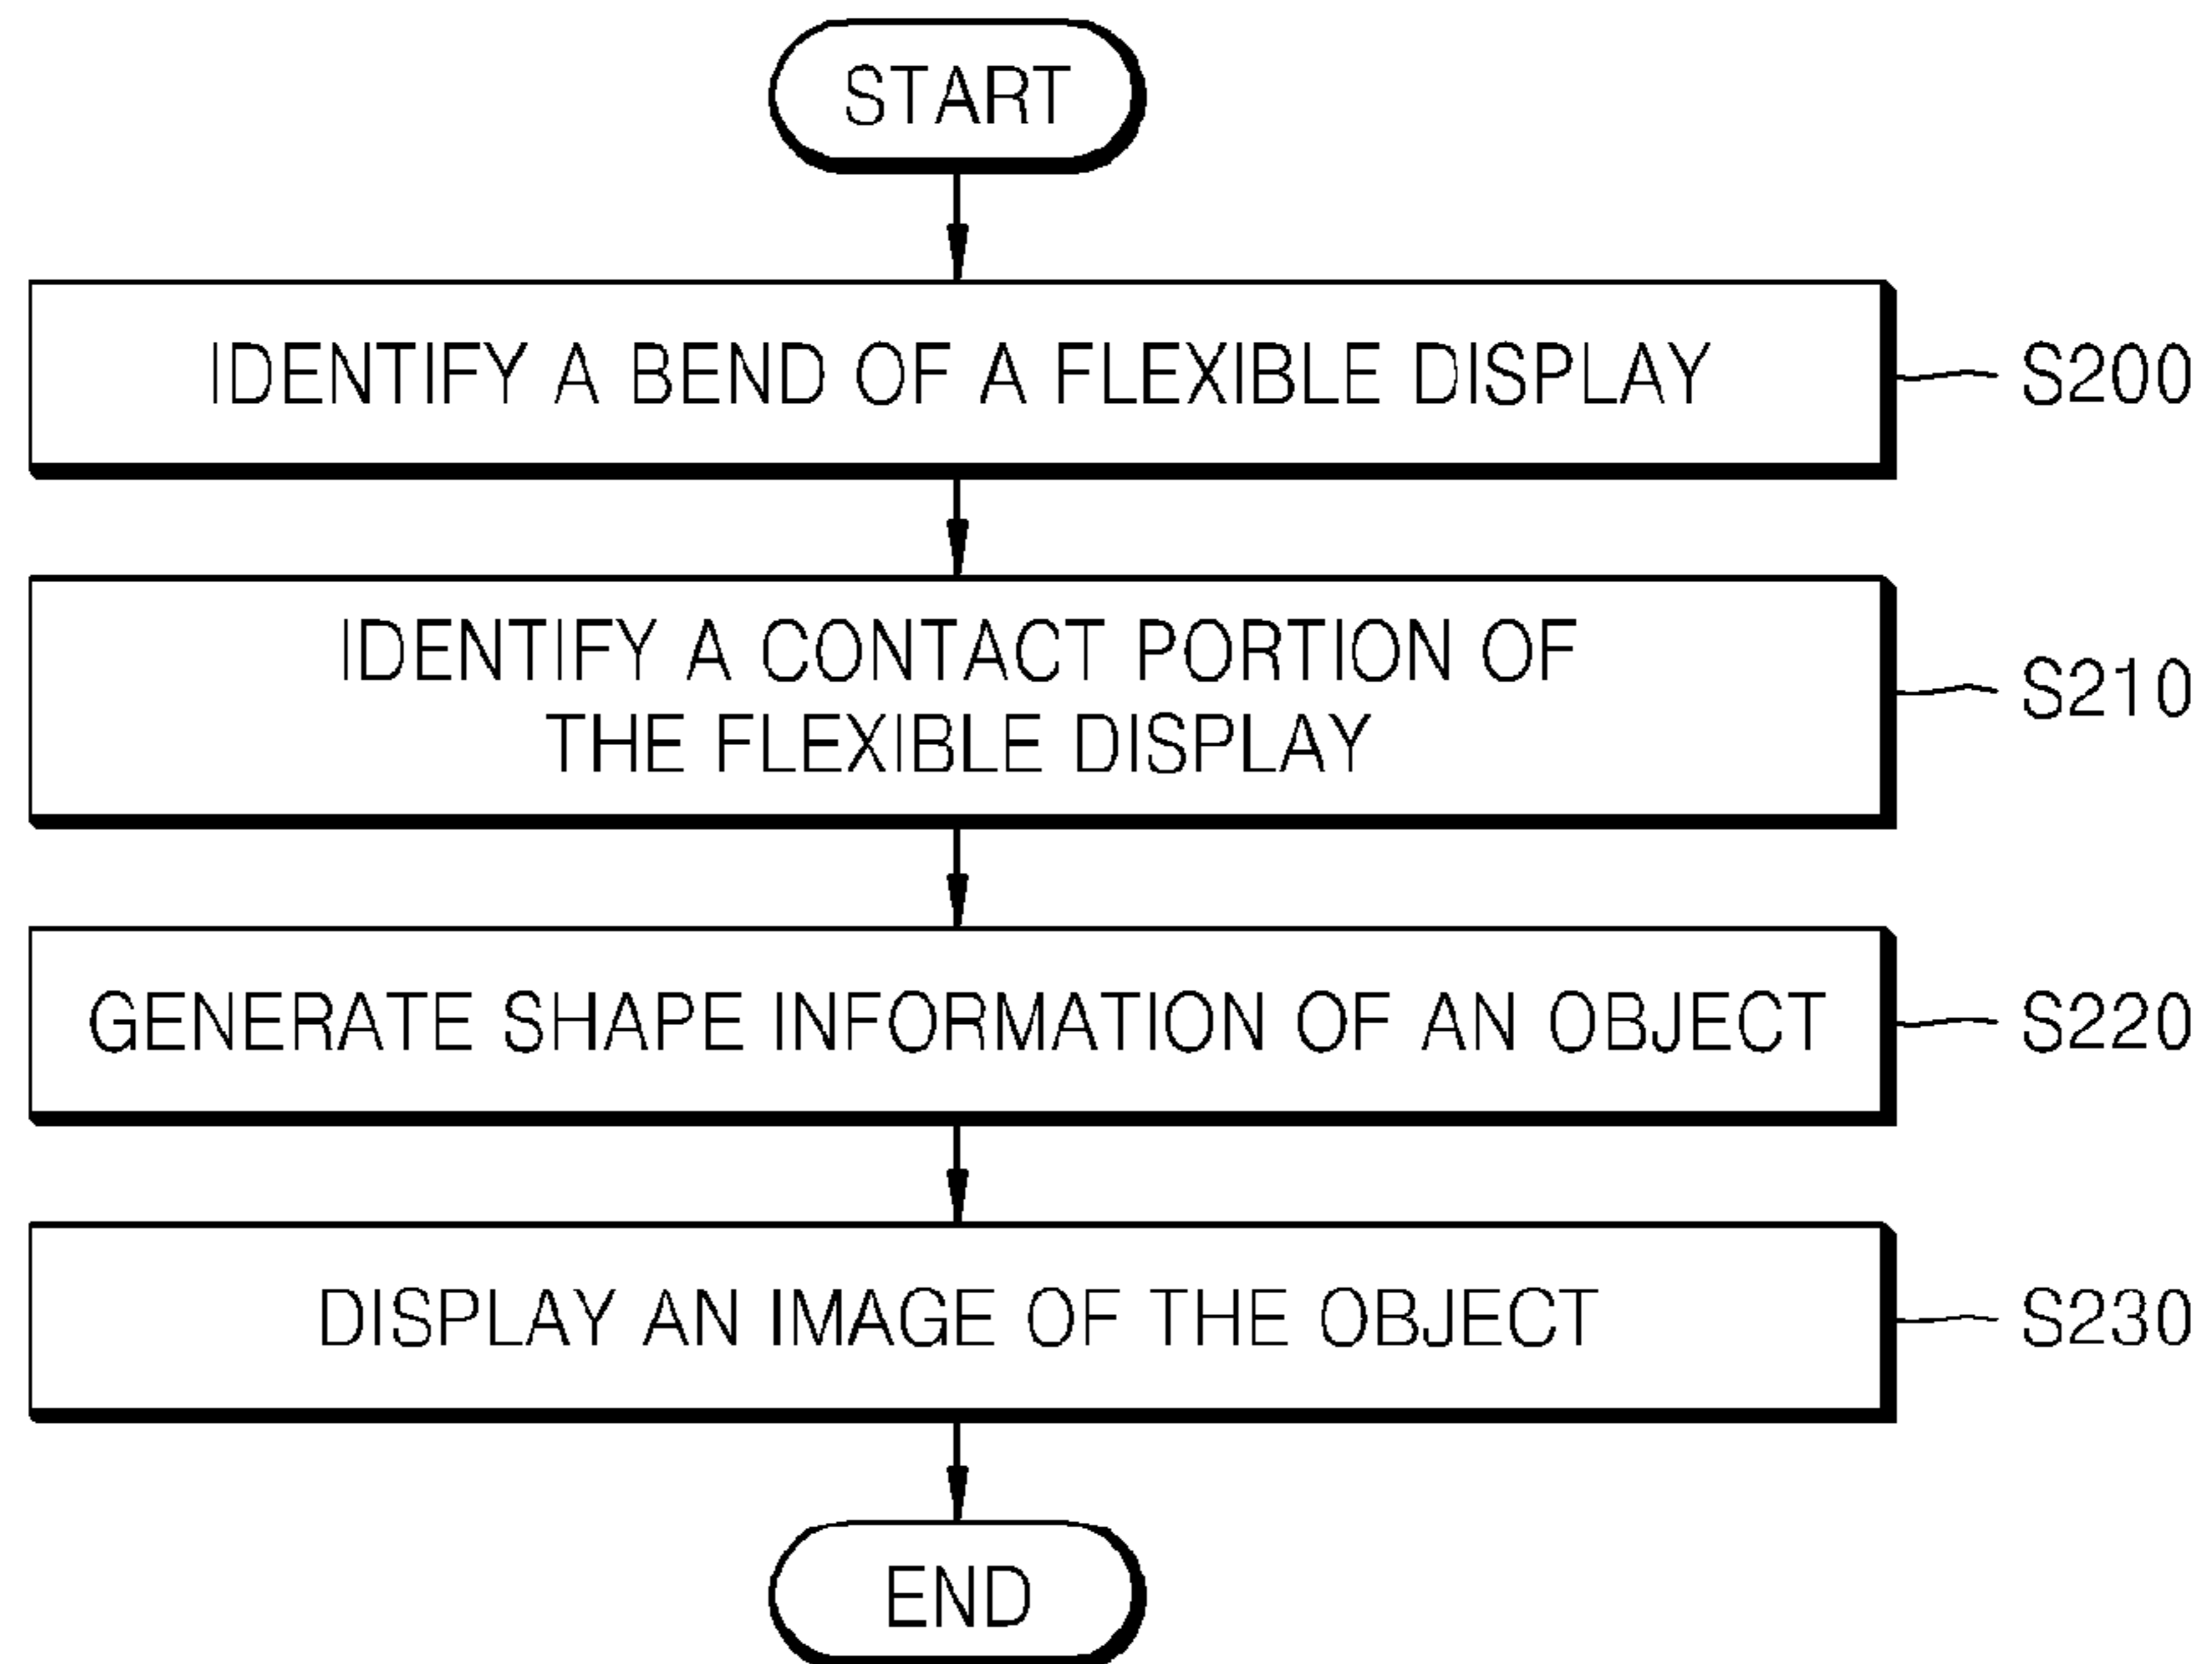 START
IDENTIFY A BEND OF A FLEXIBLE DISPLAY
S200
IDENTIFY A CONTACT PORTION OF
THE FLEXIBLE DISPLAY
S210
GENERATE SHAPE INFORMATION OF AN OBJECT
S220
DISPLAY AN IMAGE OF THE OBJECT
S230
END